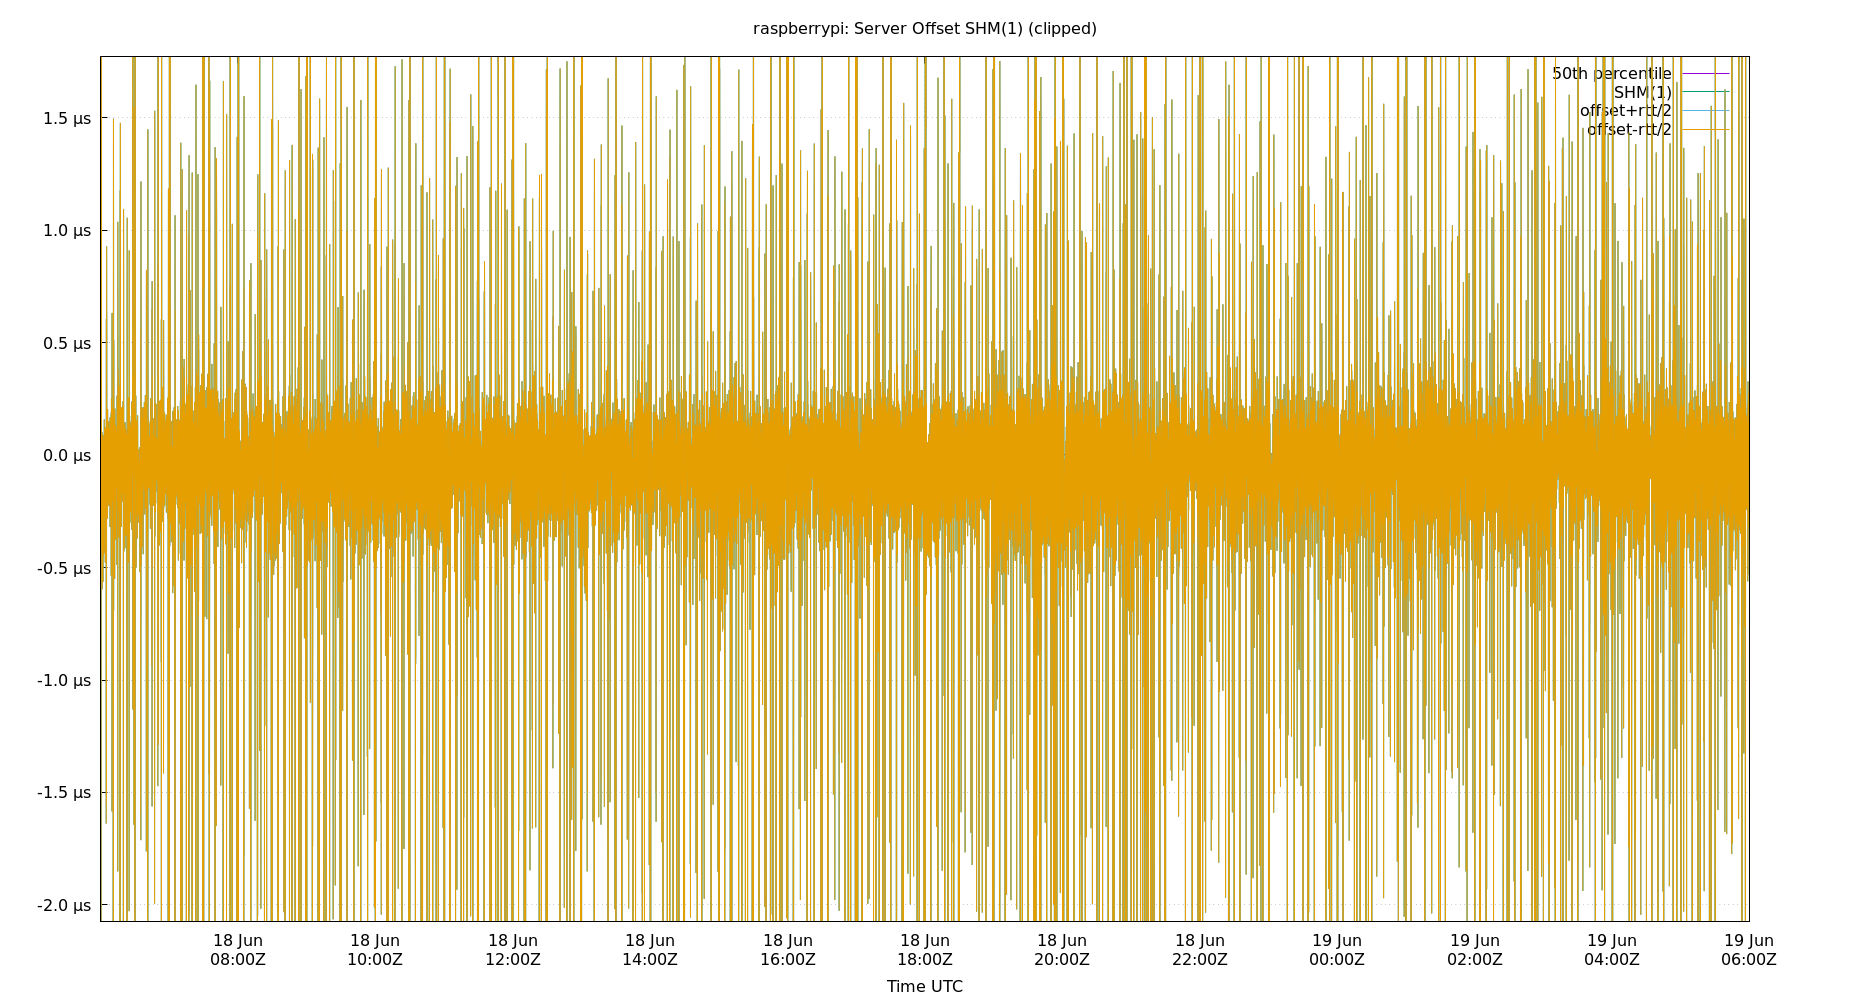 raspberrypi: Server Offset SHM(1) (clipped)
50th percentile
SHM(1)
offset+rtt/2
offset-rtt/2
1.5 μs
1.0 μs
0.5 μs
0.0 μs
-0.5 μs
-1.0 μs
-1.5 μs
-2.0 μs
18 Jun 18 Jun 18 Jun 18 Jun 18 Jun 18 Jun 18 Jun 18 Jun 19 Jun 19 Jun 19 Jun 19 Jun
08:00Z 10:00Z 12:00Z 14:00Z 16:00Z 18:00Z 20:00Z 22:00Z 00:00Z 02:00Z 04:00Z 06:00Z
Time UTC